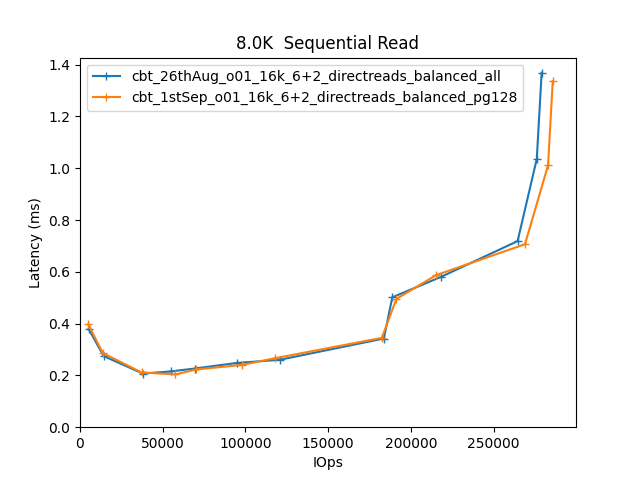 8.0K  Sequential Read
cbt_26thAug_o01_16k_6+2_directreads_balanced_all
cbt_1stSep_o01_16k_6+2_directreads_balanced_pg128
Latency (ms)
1.4
1.2
1.0
0.8
0.6
0.4
0.2
0.0
0
50000
100000
150000
200000
250000
IOps